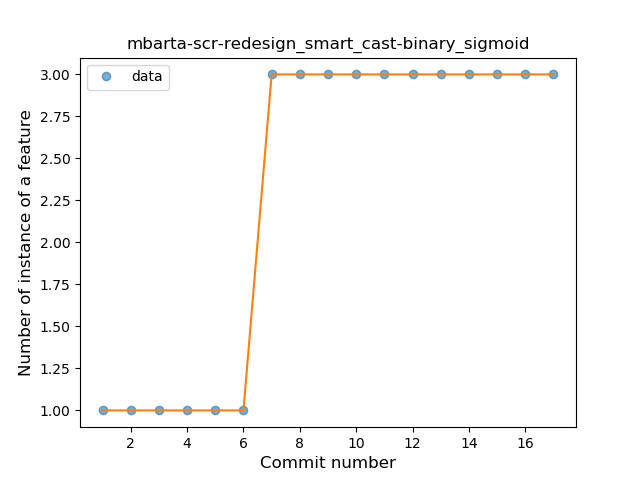 mbarta-scr-redesign_smart_cast-binary_sigmoid
data
Number of instance of a feature
3.00
2.75
2.50
2.25
2.00
1.75
1.50
1.25
1.00
2 4 6 8 10 12 14 16
Commit number